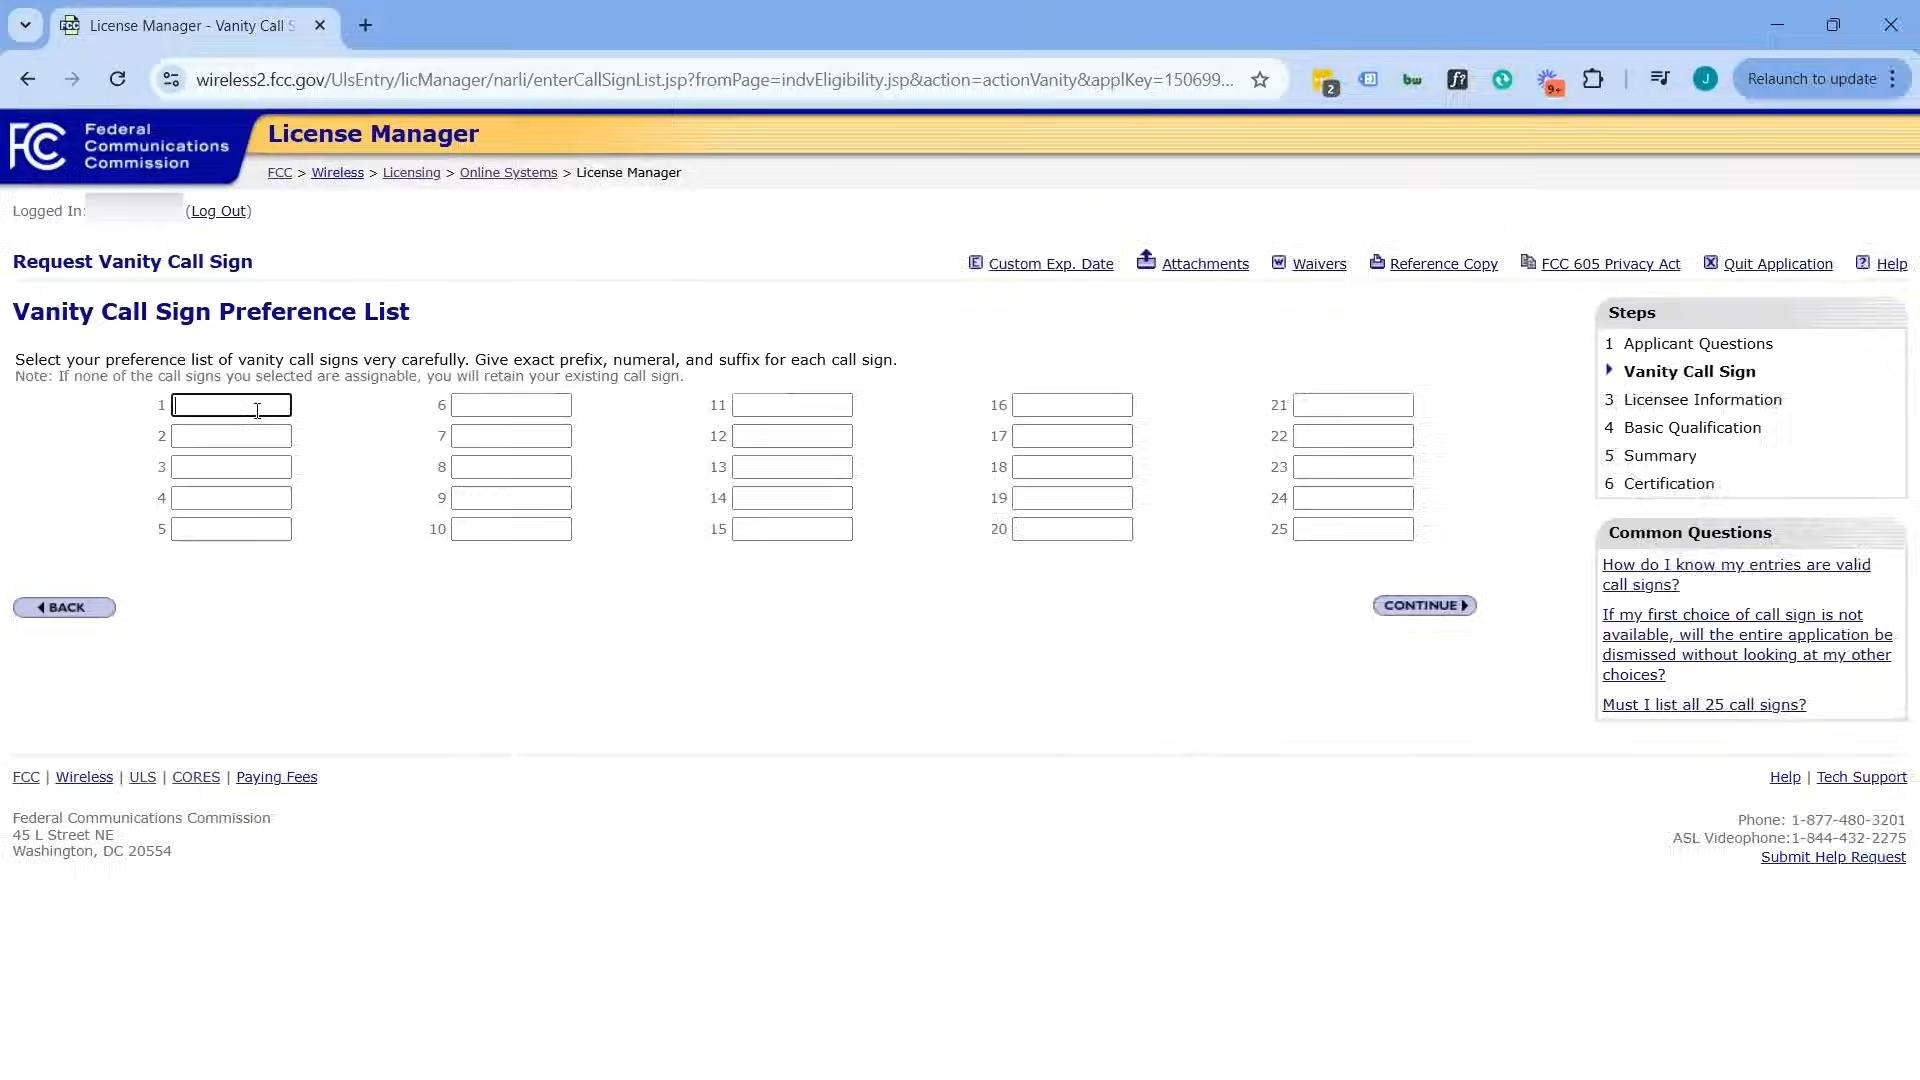 License Manager - Vanity Call S
wireless2.fcc.gov/UlsEntry/licManager/narli/enterCallSignList.jsp?fromPage=indvEligibility.jsp&action=actionVanity&applKey=150699...
2
bw
f?
9+
J
Relaunch to update
FCC
Federal
Communications
Commission
License Manager
FCC > Wireless > Licensing > Online Systems > License Manager
Logged In: (Log Out)
Request Vanity Call Sign
Custom Exp. Date
Attachments
Waivers
Reference Copy
FCC 605 Privacy Act
Quit Application
Help
Vanity Call Sign Preference List
Select your preference list of vanity call signs very carefully. Give exact prefix, numeral, and suffix for each call sign.
Note: If none of the call signs you selected are assignable, you will retain your existing call sign.
1 6 11 16 21
2 7 12 17 22
3 8 13 18 23
4 9 14 19 24
5 10 15 20 25
BACK
CONTINUE
Steps
1 Applicant Questions
Vanity Call Sign
3 Licensee Information
4 Basic Qualification
5 Summary
6 Certification
Common Questions
How do I know my entries are valid
call signs?
If my first choice of call sign is not
available, will the entire application be
dismissed without looking at my other
choices?
Must I list all 25 call signs?
FCC | Wireless | ULS | CORES | Paying Fees
Help | Tech Support
Federal Communications Commission
45 L Street NE
Washington, DC 20554
Phone: 1-877-480-3201
ASL Videophone:1-844-432-2275
Submit Help Request